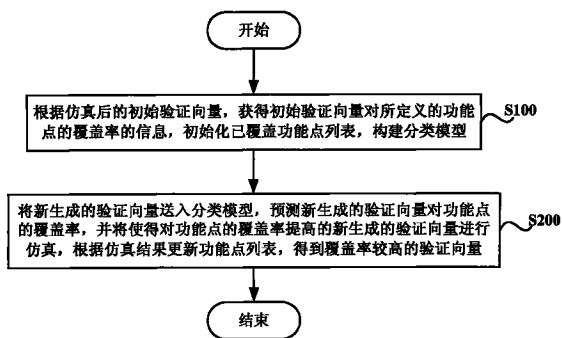 开始
根据仿真后的初始验证向量，获得初始验证向量对所定义的功能
点的覆盖率的信息，初始化已覆盖功能点列表，构建分类模型
S100
将新生成的验证向量送入分类模型，预测新生成的验证向量对功能点
的覆盖率，并将使得对功能点的覆盖率提高的新生成的验证向量进行
仿真，根据仿真结果更新功能点列表，得到覆盖率较高的验证向量
S200
结束